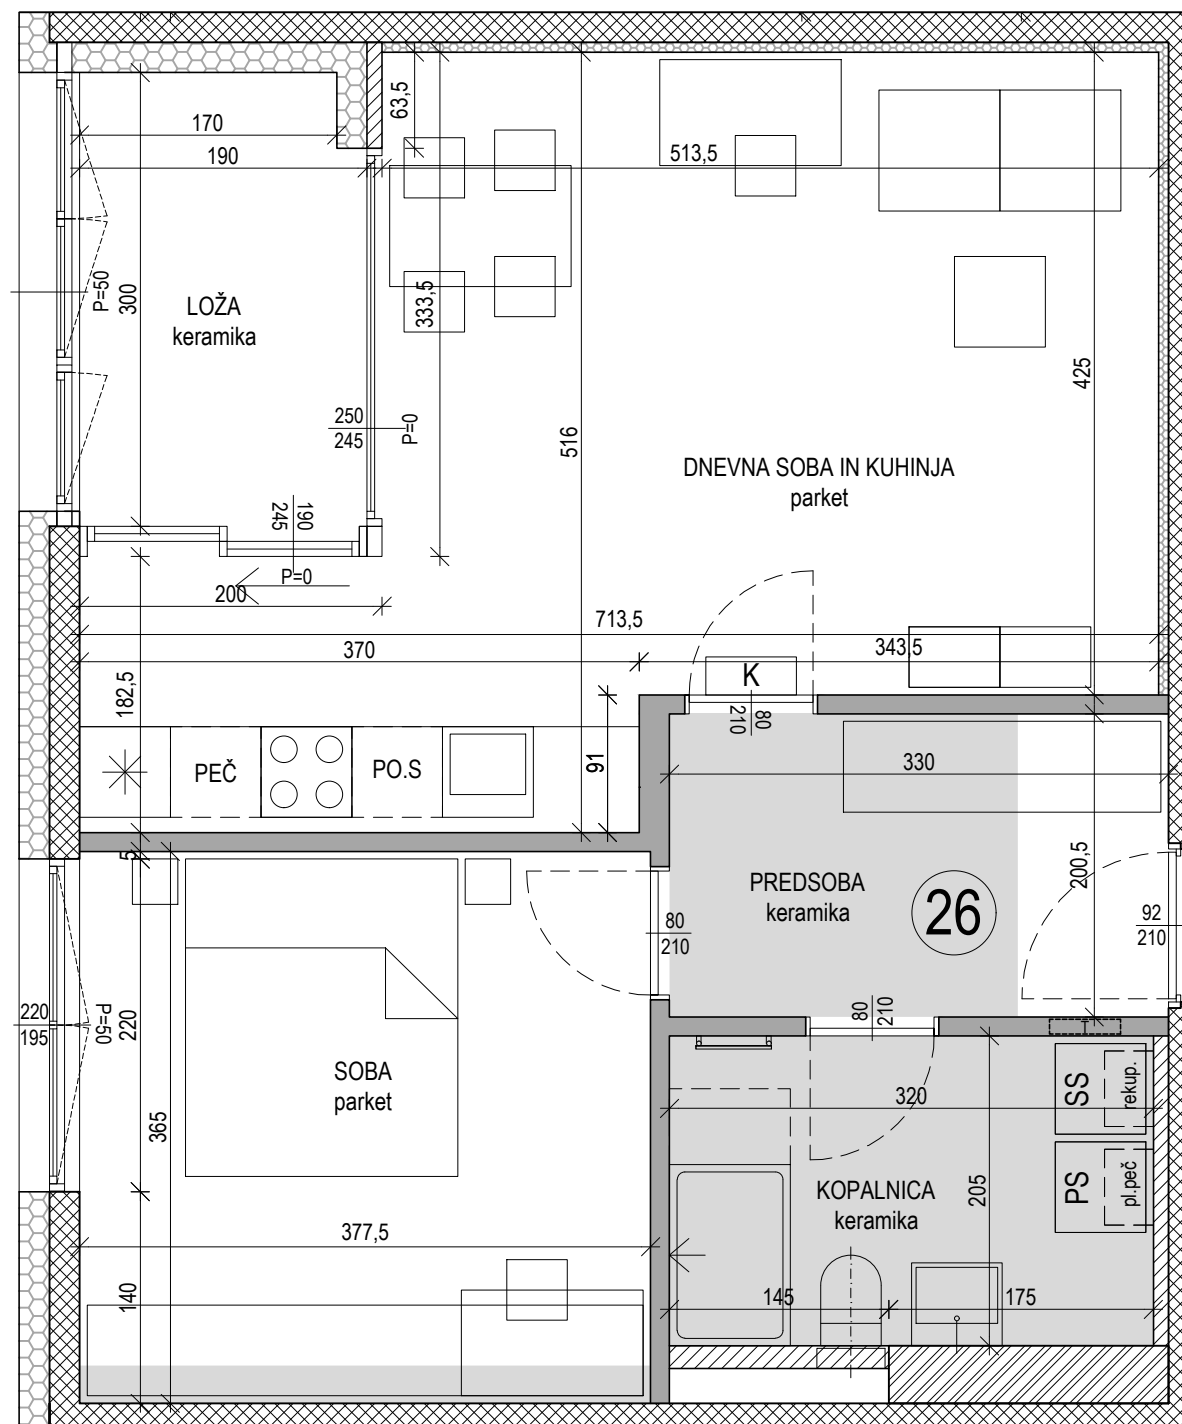 170
63,5
190
513,5
P=50
300
LOŽA
keramika
333,5
425
250
245
P=0
516
DNEVNA SOBA IN KUHINJA
parket
190
245
P=0
200
713,5
370
343,5
182,5
K
80
210
91
PEČ
PO.S
330
5
PREDSOBA
keramika
26
200,5
80
210
92
210
220
195
P=50
220
80
210
T
SOBA
parket
365
320
SS
rekup.
PS
pl.peč
KOPALNICA
keramika
205
377,5
140
145
175